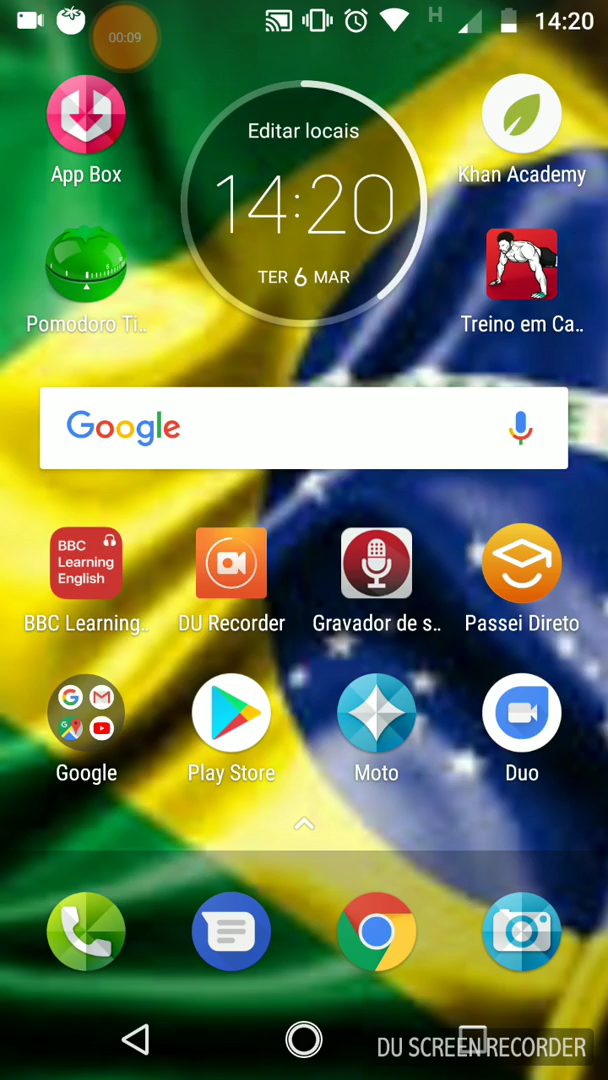 00:09
H
14:20
Editar locais
14:20
TER 6 MAR
App Box
Khan Academy
Pomodoro Ti..
Treino em Ca..
Google
BBC
Learning
English
BBC Learning..
DU Recorder
Gravador de s..
Passei Direto
Google
Play Store
Moto
Duo
DU SCREEN RECORDER